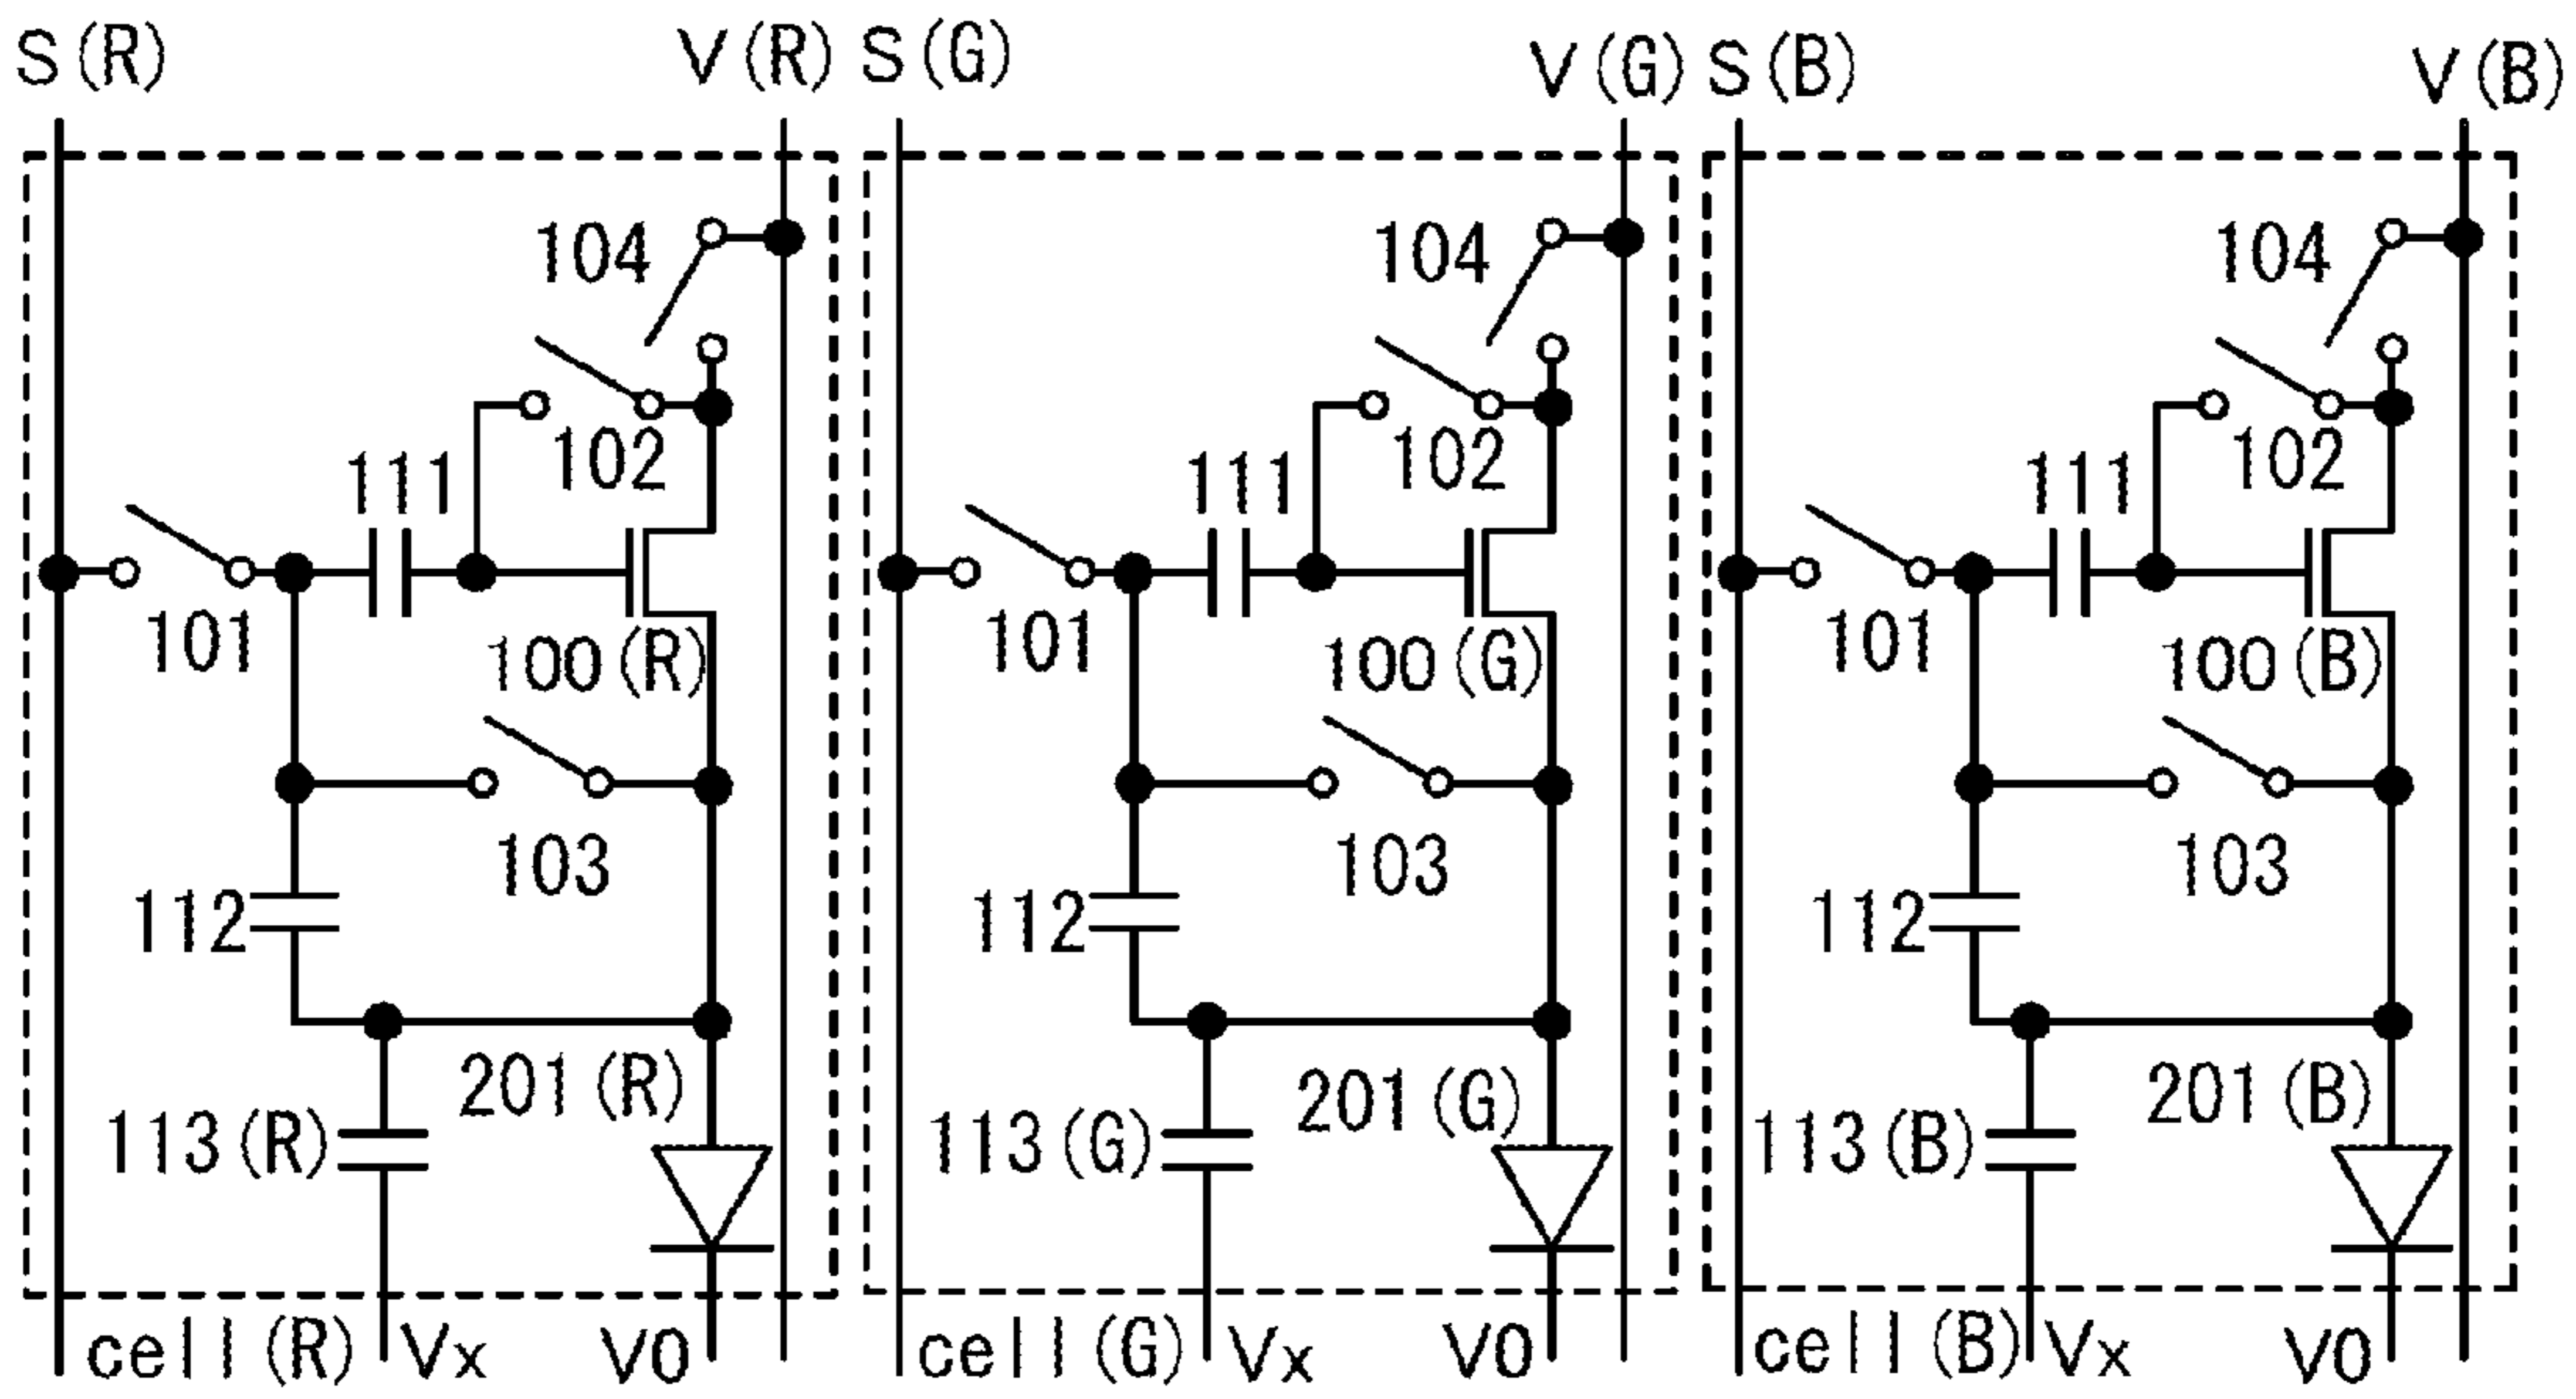 S(R) V(R) S(G) V(G) S(B) V(B)
104 104 104
102 102 102
111 111 111
101 101 101
100(R) 100(G) 100(B)
103 103 103
112 112 112
201(R) 201(G) 201(B)
113(R) 113(G) 113(B)
cell(R) Vx V0 cell(G) Vx V0 cell(B) Vx V0